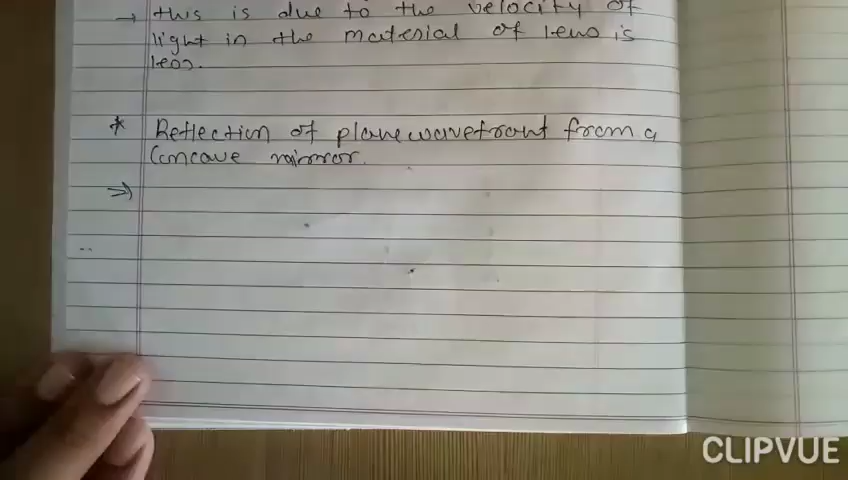 → this is due to the velocity of
light in the material of lens is
less.
* Reflection of plane wavefront from a
Concave mirror.
⇒
CLIPVUE